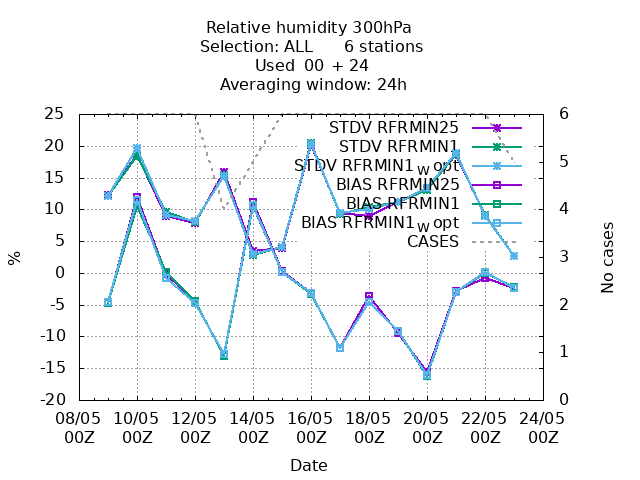 Relative humidity 300hPa
Selection: ALL 6 stations
Used 00 + 24
Averaging window: 24h
25
20
15
10
5
0
-5
-10
-15
-20
%
6
5
4
3
2
1
0
No cases
STDV RFRMIN25
STDV RFRMIN1
STDV RFRMIN1_W opt
BIAS RFRMIN25
BIAS RFRMIN1
BIAS RFRMIN1_W opt
CASES
08/05 10/05 12/05 14/05 16/05 18/05 20/05 22/05 24/05
00Z 00Z 00Z 00Z 00Z 00Z 00Z 00Z 00Z
Date